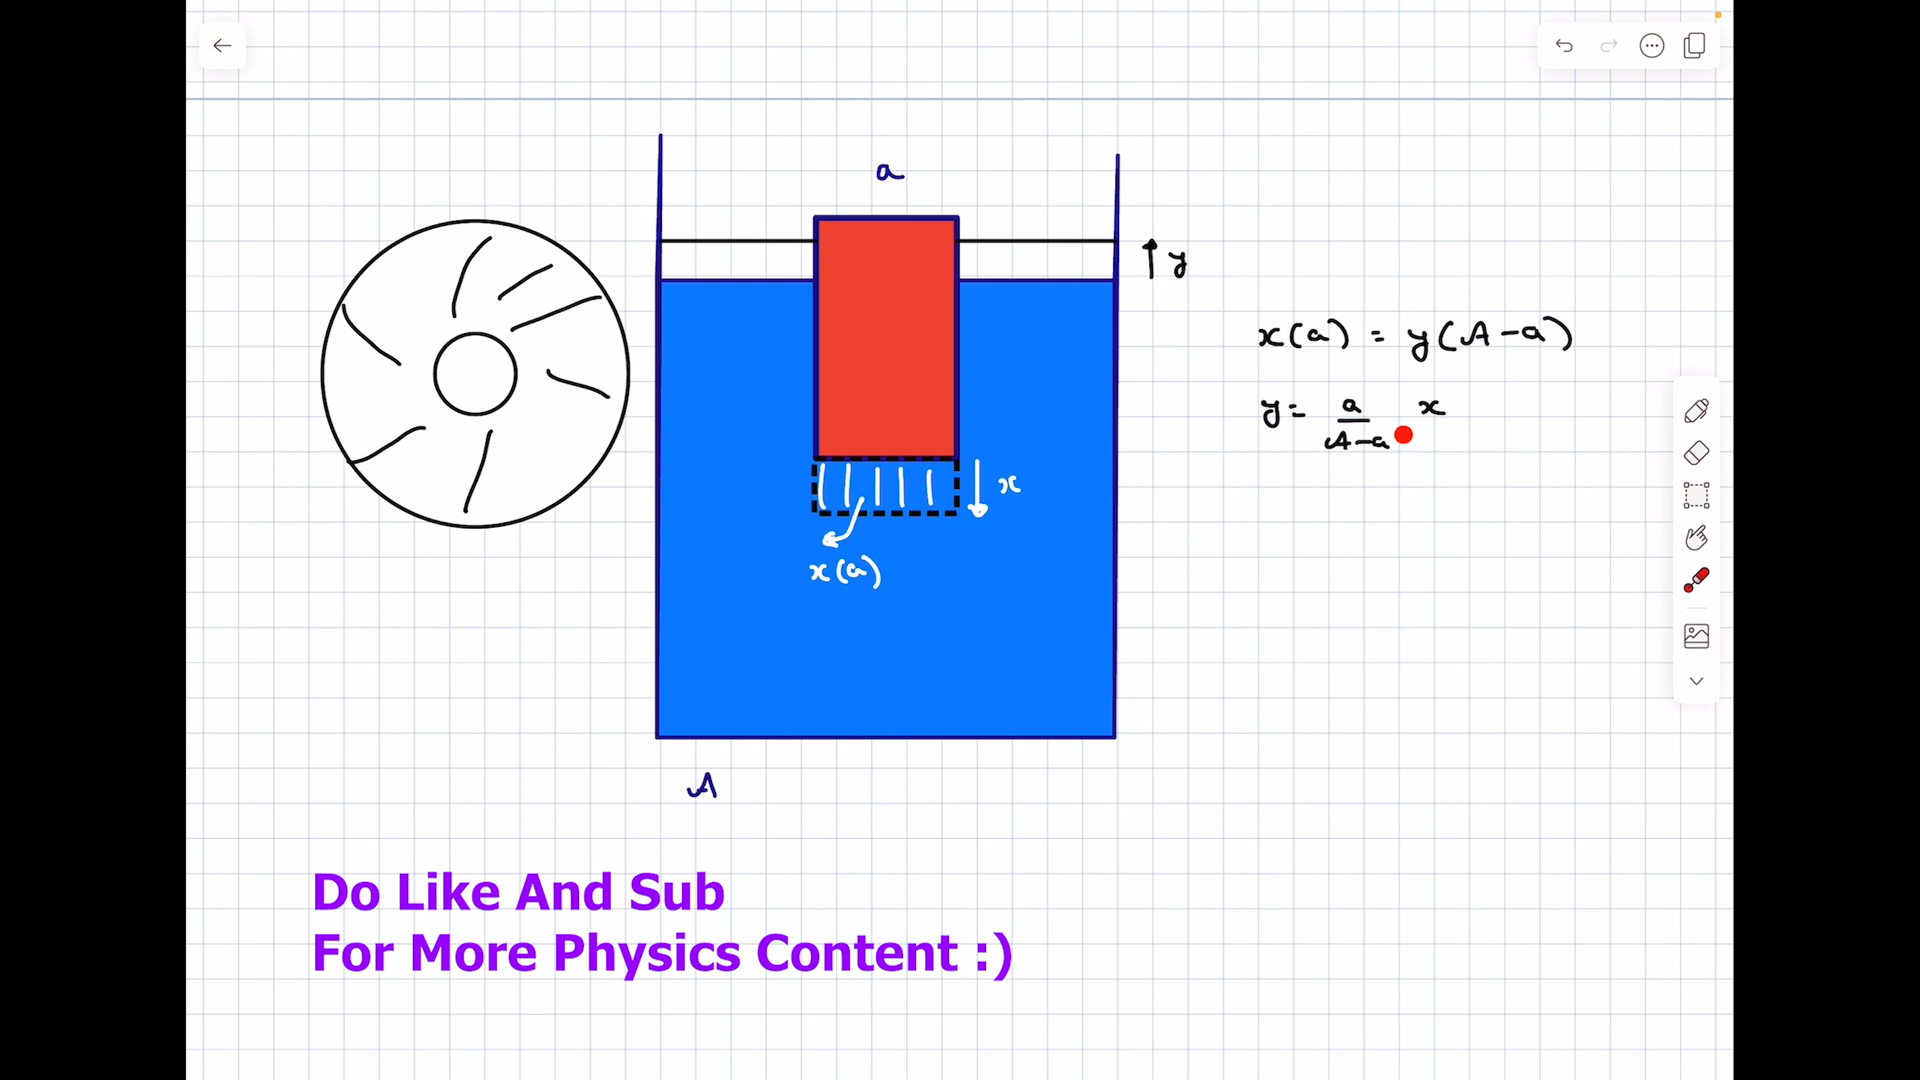 a
y
x(a) = y(A-a)
y = a/A-a x
x
x(a)
A
Do Like And Sub
For More Physics Content :)